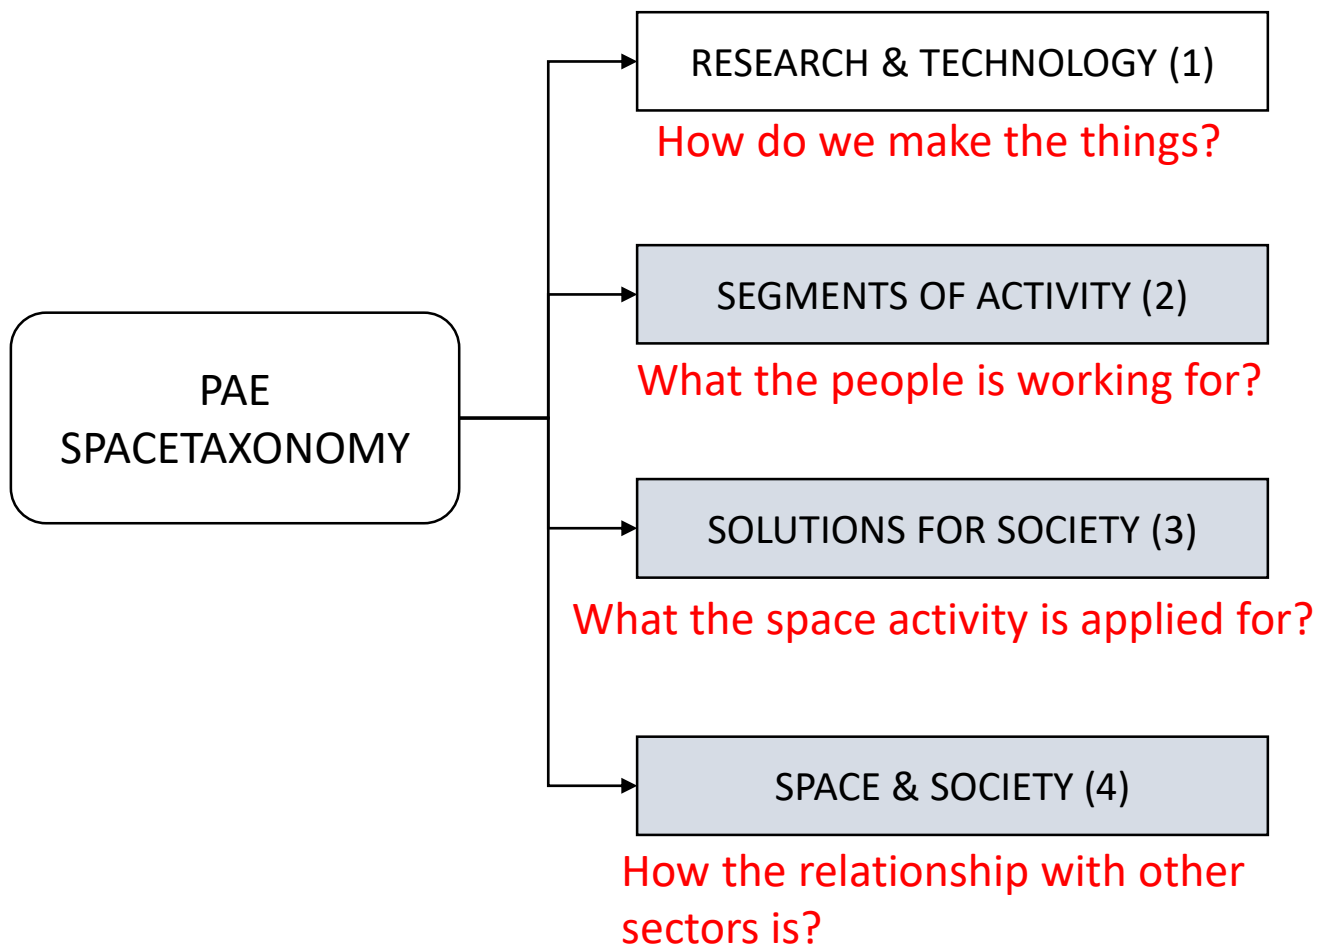 RESEARCH & TECHNOLOGY (1)
How do we make the things?
SEGMENTS OF ACTIVITY (2)
What the people is working for?
PAE
SPACETAXONOMY
SOLUTIONS FOR SOCIETY (3)
What the space activity is applied for?
SPACE & SOCIETY (4)
How the relationship with other
sectors is?